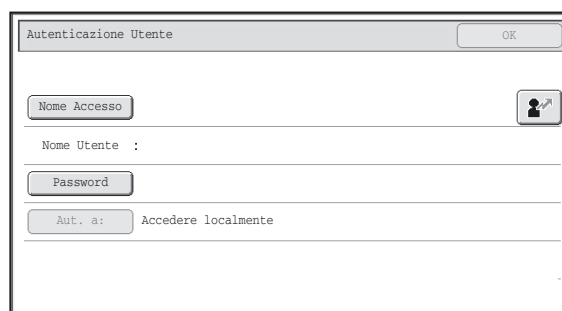 Autenticazione Utente OK
Nome Accesso
Nome Utente :
Password
Aut. a: Accedere localmente